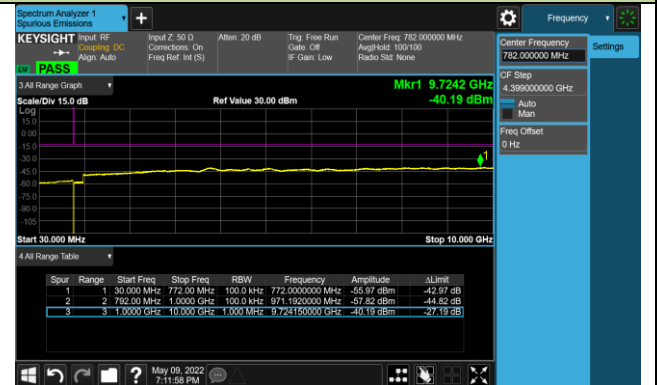 Spectrum Analyzer 1
Spurious Emissions
Frequency
KEYSIGHT
Input: RF
Coupling: DC
Align: Auto
Input Z: 50 Ω
Corrections: On
Freq Ref: Int (S)
Atten: 20 dB
Trig: Free Run
Gate: Off
IF Gain: Low
Center Freq: 782.000000 MHz
Avg|Hold: 100/100
Radio Std: None
PASS
Center Frequency
782.000000 MHz
Settings
CF Step
4.399000000 GHz
Auto
Man
Freq Offset
0 Hz
3 All Range Graph
Mkr1 9.7242 GHz
Scale/Div 15.0 dB
Ref Value 30.00 dBm
-40.19 dBm
Log
15.0
0.00
-15.0
-30.0
-45.0
-60.0
-75.0
-90.0
-105
1
Start 30.000 MHz
Stop 10.000 GHz
4 All Range Table
Spur Range Start Freq Stop Freq RBW Frequency Amplitude ΔLimit
1 1 30.000 MHz 772.00 MHz 100.0 kHz 772.0000000 MHz -55.97 dBm -42.97 dB
2 2 792.00 MHz 1.0000 GHz 100.0 kHz 971.1920000 MHz -57.82 dBm -44.82 dB
3 3 1.0000 GHz 10.000 GHz 1.000 MHz 9.724150000 GHz -40.19 dBm -27.19 dB
May 09, 2022
7:11:58 PM